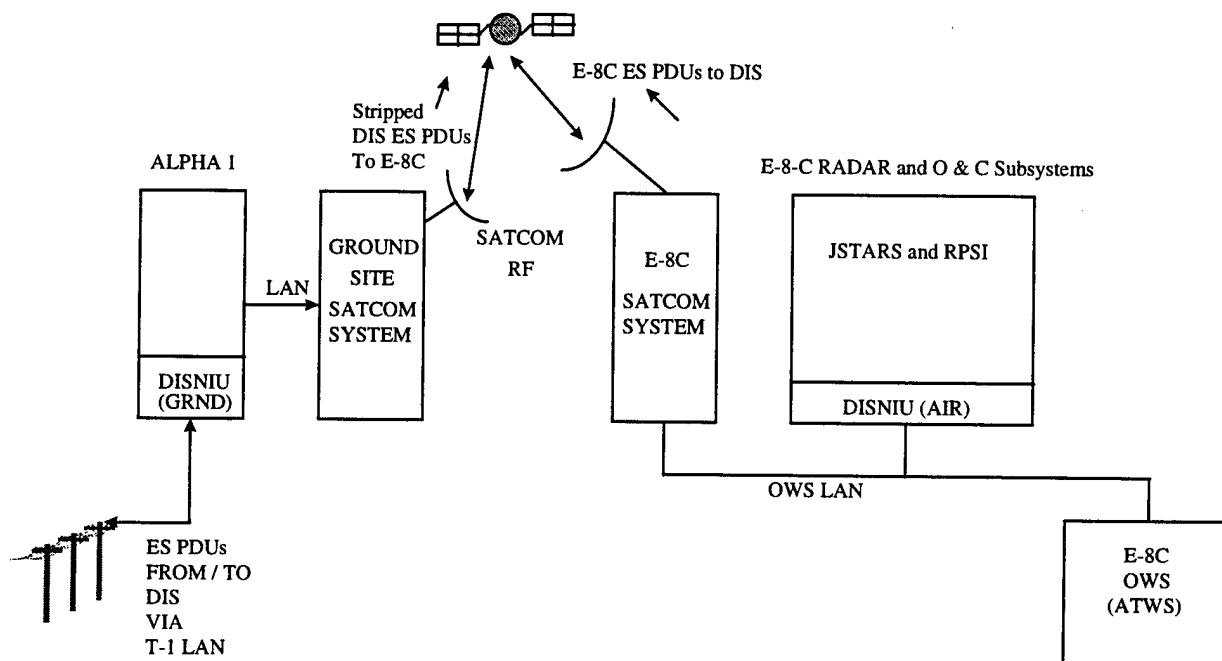 E-8C ES PDUs to DIS
Stripped
DIS ES PDUs
To E-8C
ALPHA 1
E-8-C RADAR and O & C Subsystems
GROUND
SITE
SATCOM
SYSTEM
SATCOM
RF
E-8C
SATCOM
SYSTEM
JSTARS and RPSI
LAN
DISNIU
(GRND)
DISNIU (AIR)
OWS LAN
ES PDUs
FROM / TO
DIS
VIA
T-1 LAN
E-8C
OWS
(ATWS)